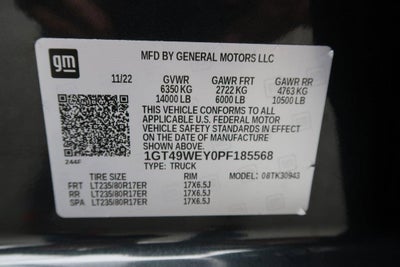 gm
MFD BY GENERAL MOTORS LLC
11/22 GVWR GAWR FRT GAWR RR
6350 KG 2722 KG 4763 KG
14000 LB 6000 LB 10500 LB
THIS VEHICLE CONFORMS TO ALL
APPLICABLE U.S. FEDERAL MOTOR
VEHICLE SAFETY STANDARDS IN EFFECT ON
THE DATE OF MANUFACTURE SHOWN ABOVE.
1GT49WEY0PF185568
244F TYPE: TRUCK
TIRE SIZE RIM MODEL: 08TK30943
FRT LT235/80R17ER 17X6.5J
RR LT235/80R17ER 17X6.5J
SPA LT235/80R17ER 17X6.5J